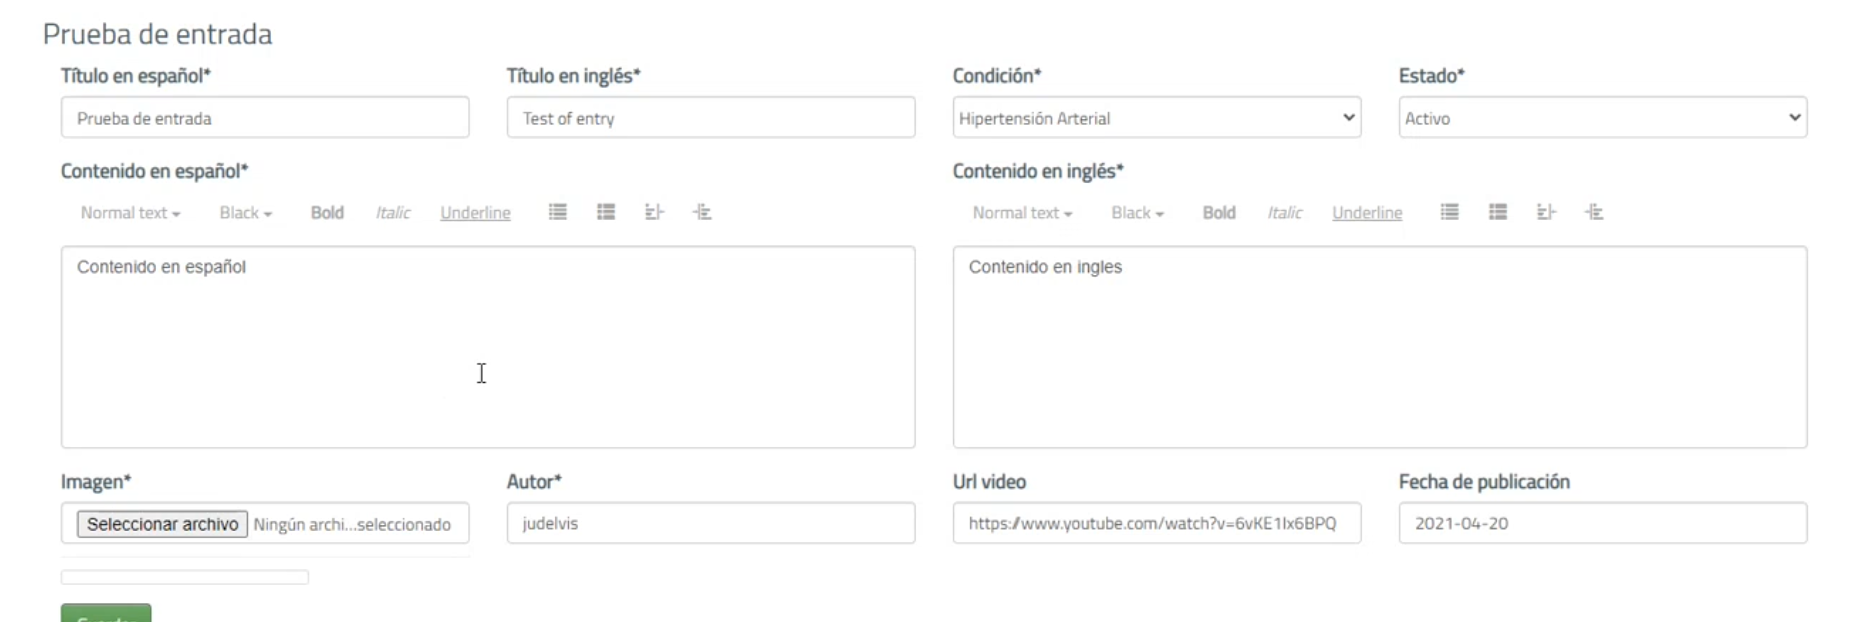 Prueba de entrada
Título en español* Título en inglés* Condición* Estado*
Prueba de entrada Test of entry Hipertensión Arterial Activo
Contenido en español* Contenido en inglés*
Normal text Black Bold Italic Underline Normal text Black Bold Italic Underline
Contenido en español Contenido en ingles
Imagen* Autor* Url video Fecha de publicación
Seleccionar archivo Ningún archi...seleccionado judelvis https://www.youtube.com/watch?v=6vKE1lx6BPQ 2021-04-20